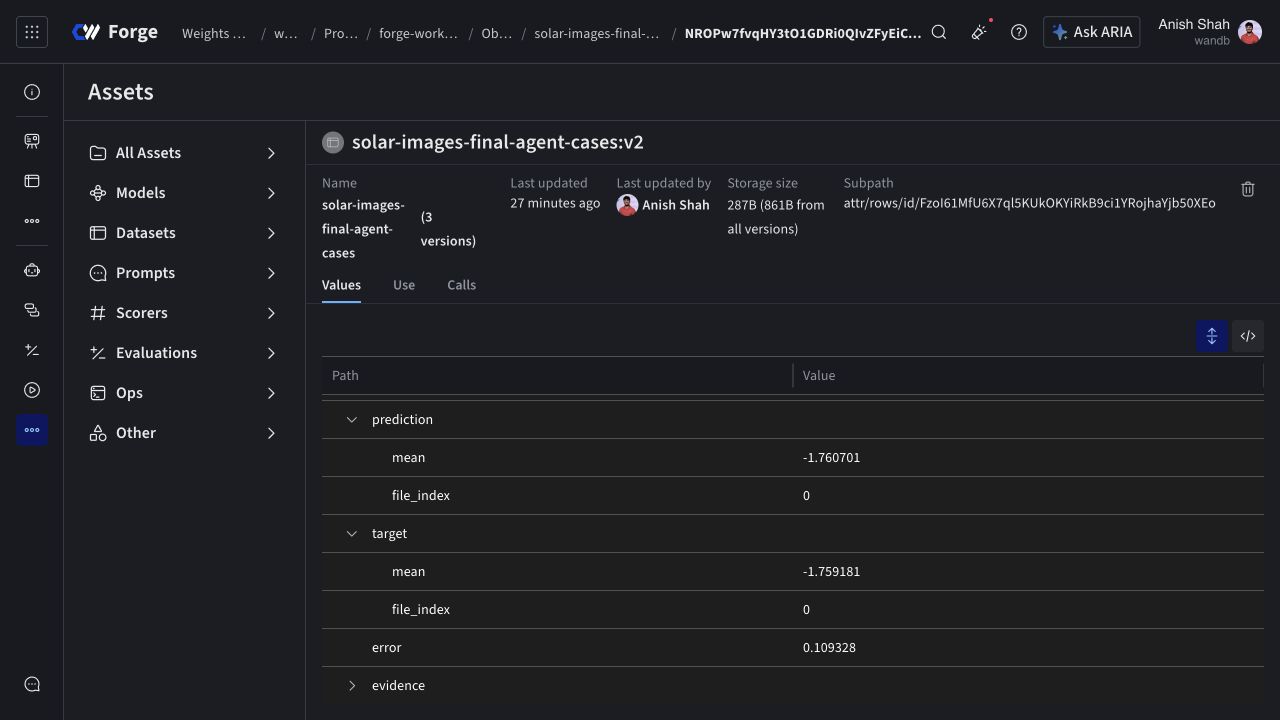 Forge
Weights ... / w... / Pro... / forge-work... / Ob... / solar-images-final-... / NROPw7fvqHY3tO1GDRi0QIvZFyEiC...
Ask ARIA
Anish Shah
wandb
Assets
All Assets
Models
Datasets
Prompts
Scorers
Evaluations
Ops
Other
solar-images-final-agent-cases:v2
Name
solar-images-
final-agent-
cases
(3
versions)
Last updated
27 minutes ago
Last updated by
Anish Shah
Storage size
287B (861B from
all versions)
Subpath
attr/rows/id/FzoI61MfU6X7ql5KUkOKYiRkB9ci1YRojhaYjb50XEo
Values Use Calls
</>
Path Value
prediction
mean -1.760701
file_index 0
target
mean -1.759181
file_index 0
error 0.109328
evidence